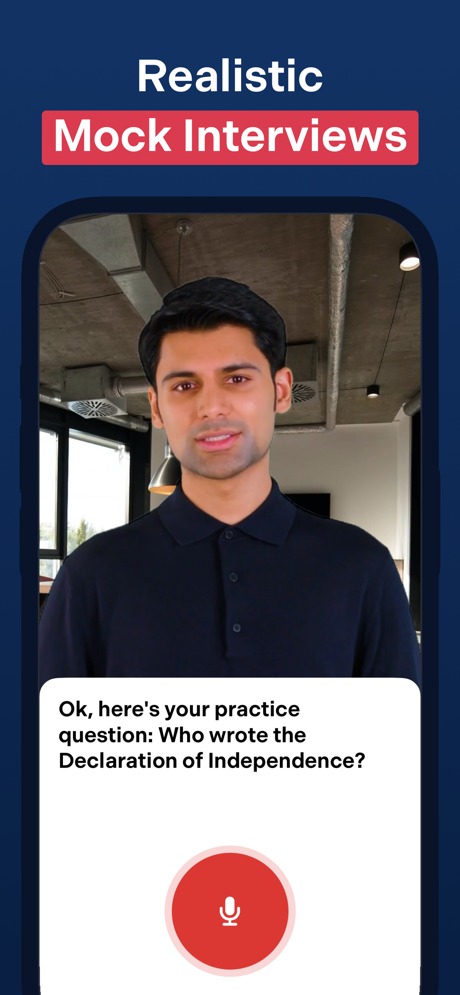 Realistic
Mock Interviews
Ok, here's your practice
question: Who wrote the
Declaration of Independence?